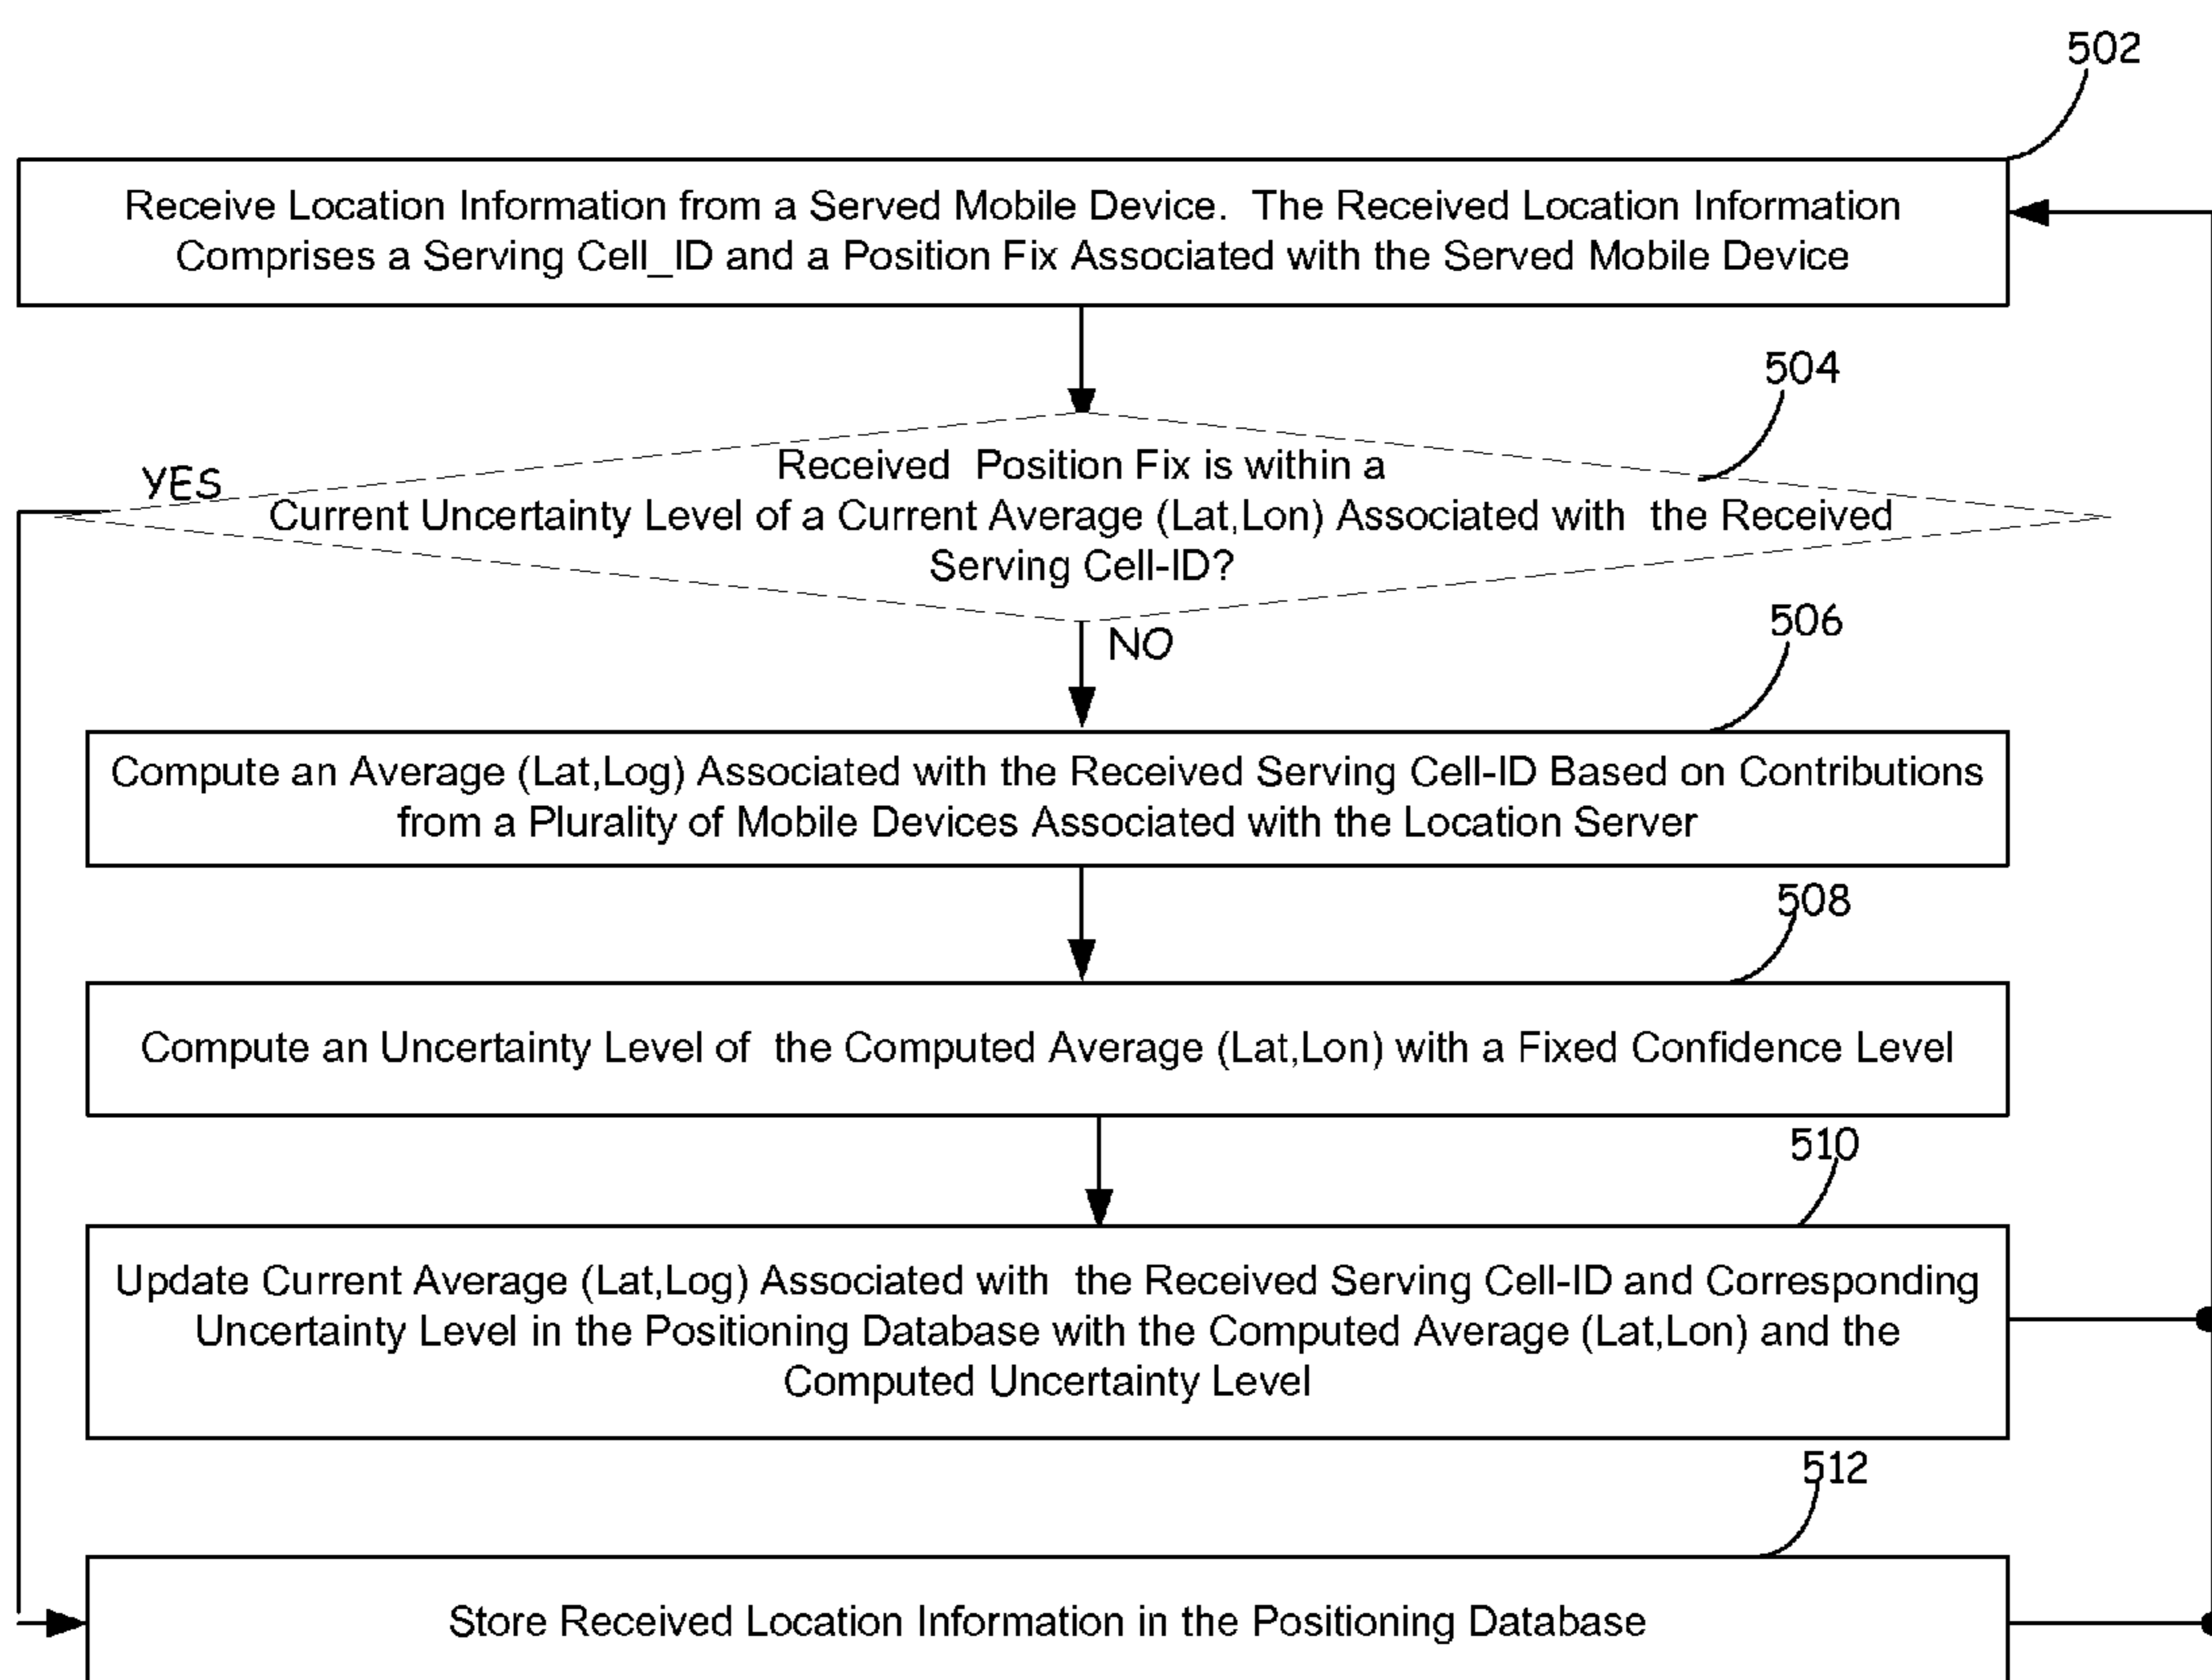 502
Receive Location Information from a Served Mobile Device. The Received Location Information
Comprises a Serving Cell_ID and a Position Fix Associated with the Served Mobile Device
504
YES
Received Position Fix is within a
Current Uncertainty Level of a Current Average (Lat,Lon) Associated with the Received
Serving Cell-ID?
NO
506
Compute an Average (Lat,Log) Associated with the Received Serving Cell-ID Based on Contributions
from a Plurality of Mobile Devices Associated with the Location Server
508
Compute an Uncertainty Level of the Computed Average (Lat,Lon) with a Fixed Confidence Level
510
Update Current Average (Lat,Log) Associated with the Received Serving Cell-ID and Corresponding
Uncertainty Level in the Positioning Database with the Computed Average (Lat,Lon) and the
Computed Uncertainty Level
512
Store Received Location Information in the Positioning Database